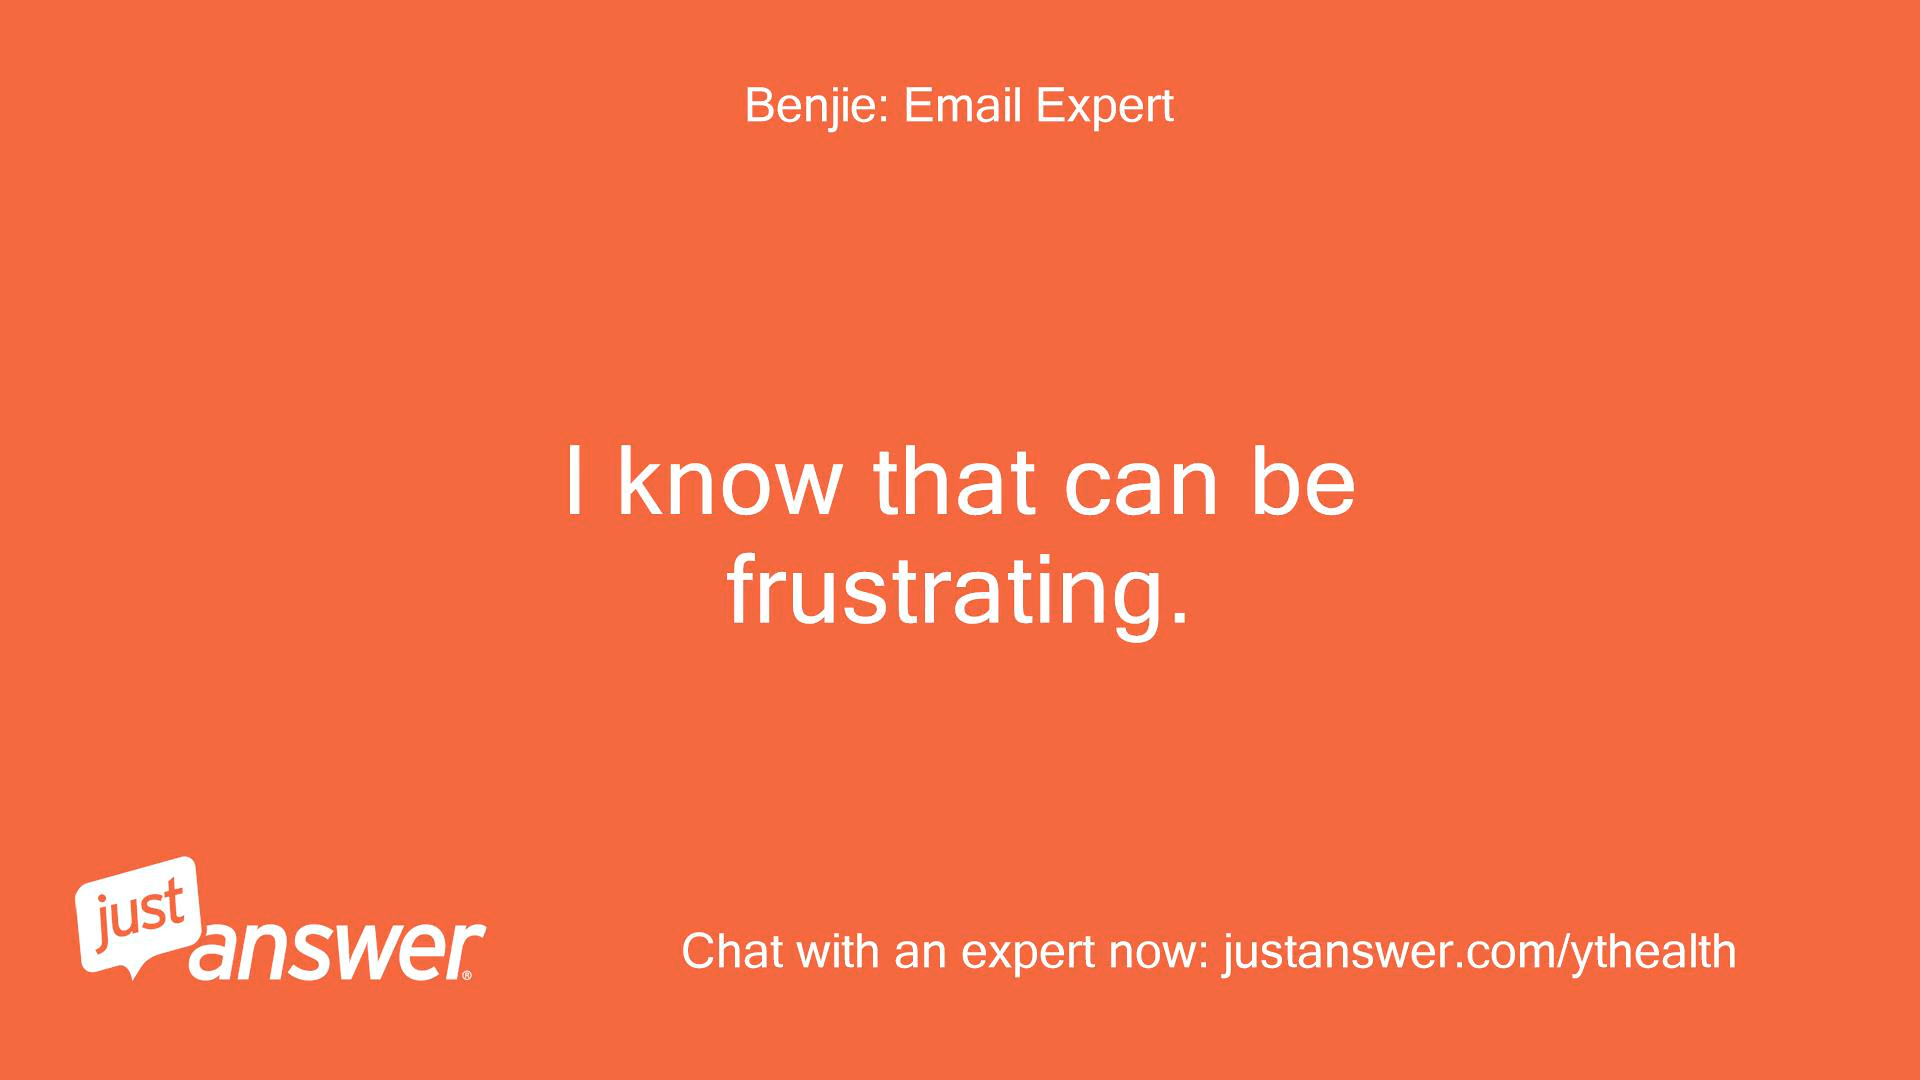 Benjie: Email Expert
I know that can be
frustrating.
just
answer®
Chat with an expert now: justanswer.com/ythealth